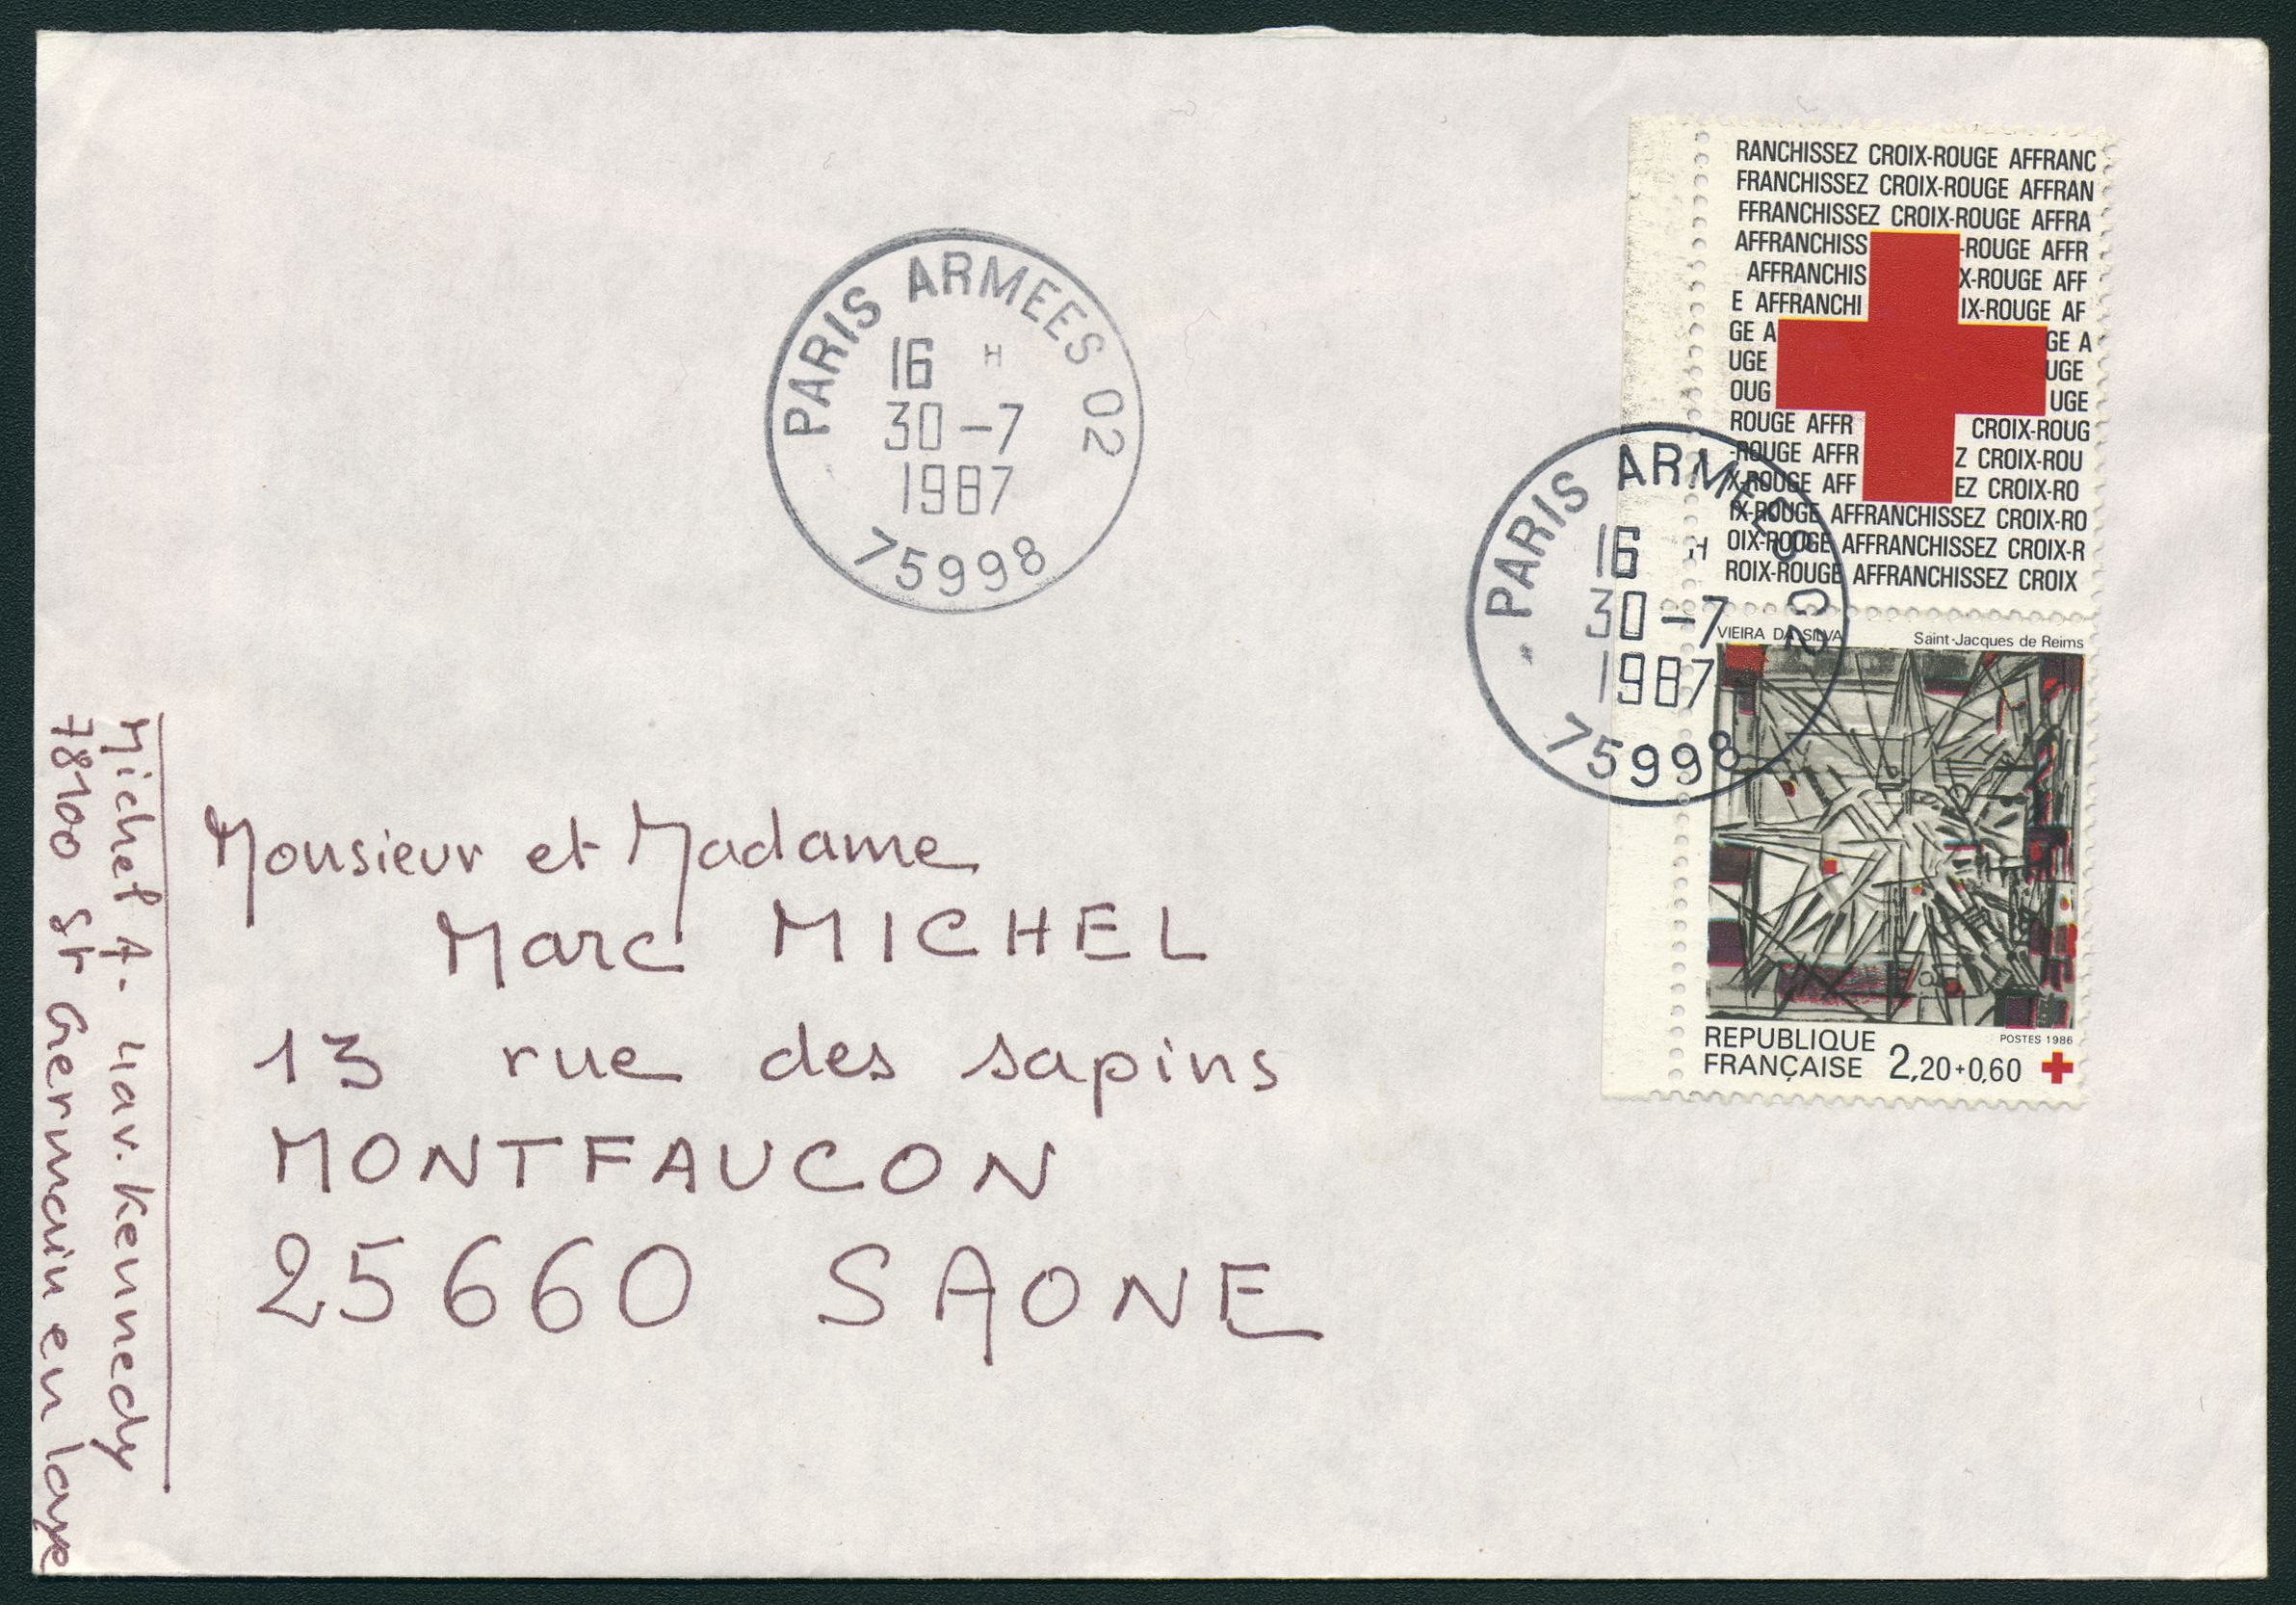 RANCHISSEZ CROIX-ROUGE AFFRANC
FRANCHISSEZ CROIX-ROUGE AFFRAN
FFRANCHISSEZ CROIX-ROUGE AFFRA
AFFRANCHISS -ROUGE AFFR
AFFRANCHIS X-ROUGE AFF
E AFFRANCHI IX-ROUGE AF
GE A GE A
UGE UGE
OUG UGE
ROUGE AFFR CROIX-ROUG
-ROUGE AFFR Z CROIX-ROU
X-ROUGE AFF EZ CROIX-RO
IX-ROUGE AFFRANCHISSEZ CROIX-RO
OIX-ROUGE AFFRANCHISSEZ CROIX-R
ROIX-ROUGE AFFRANCHISSEZ CROIX
VIEIRA DA SILVA Saint-Jacques de Reims
REPUBLIQUE
FRANÇAISE 2,20+0,60
POSTES 1986
PARIS ARMEES 02
16 H
30-7
1987
75998
PARIS ARMEES 02
16 H
30-7
1987
75998
Monsieur et Madame
Marc MICHEL
13 rue des sapins
MONTFAUCON
25660 SAONE
Michel A. 4 av. Kennedy
78100 St Germain en Laye